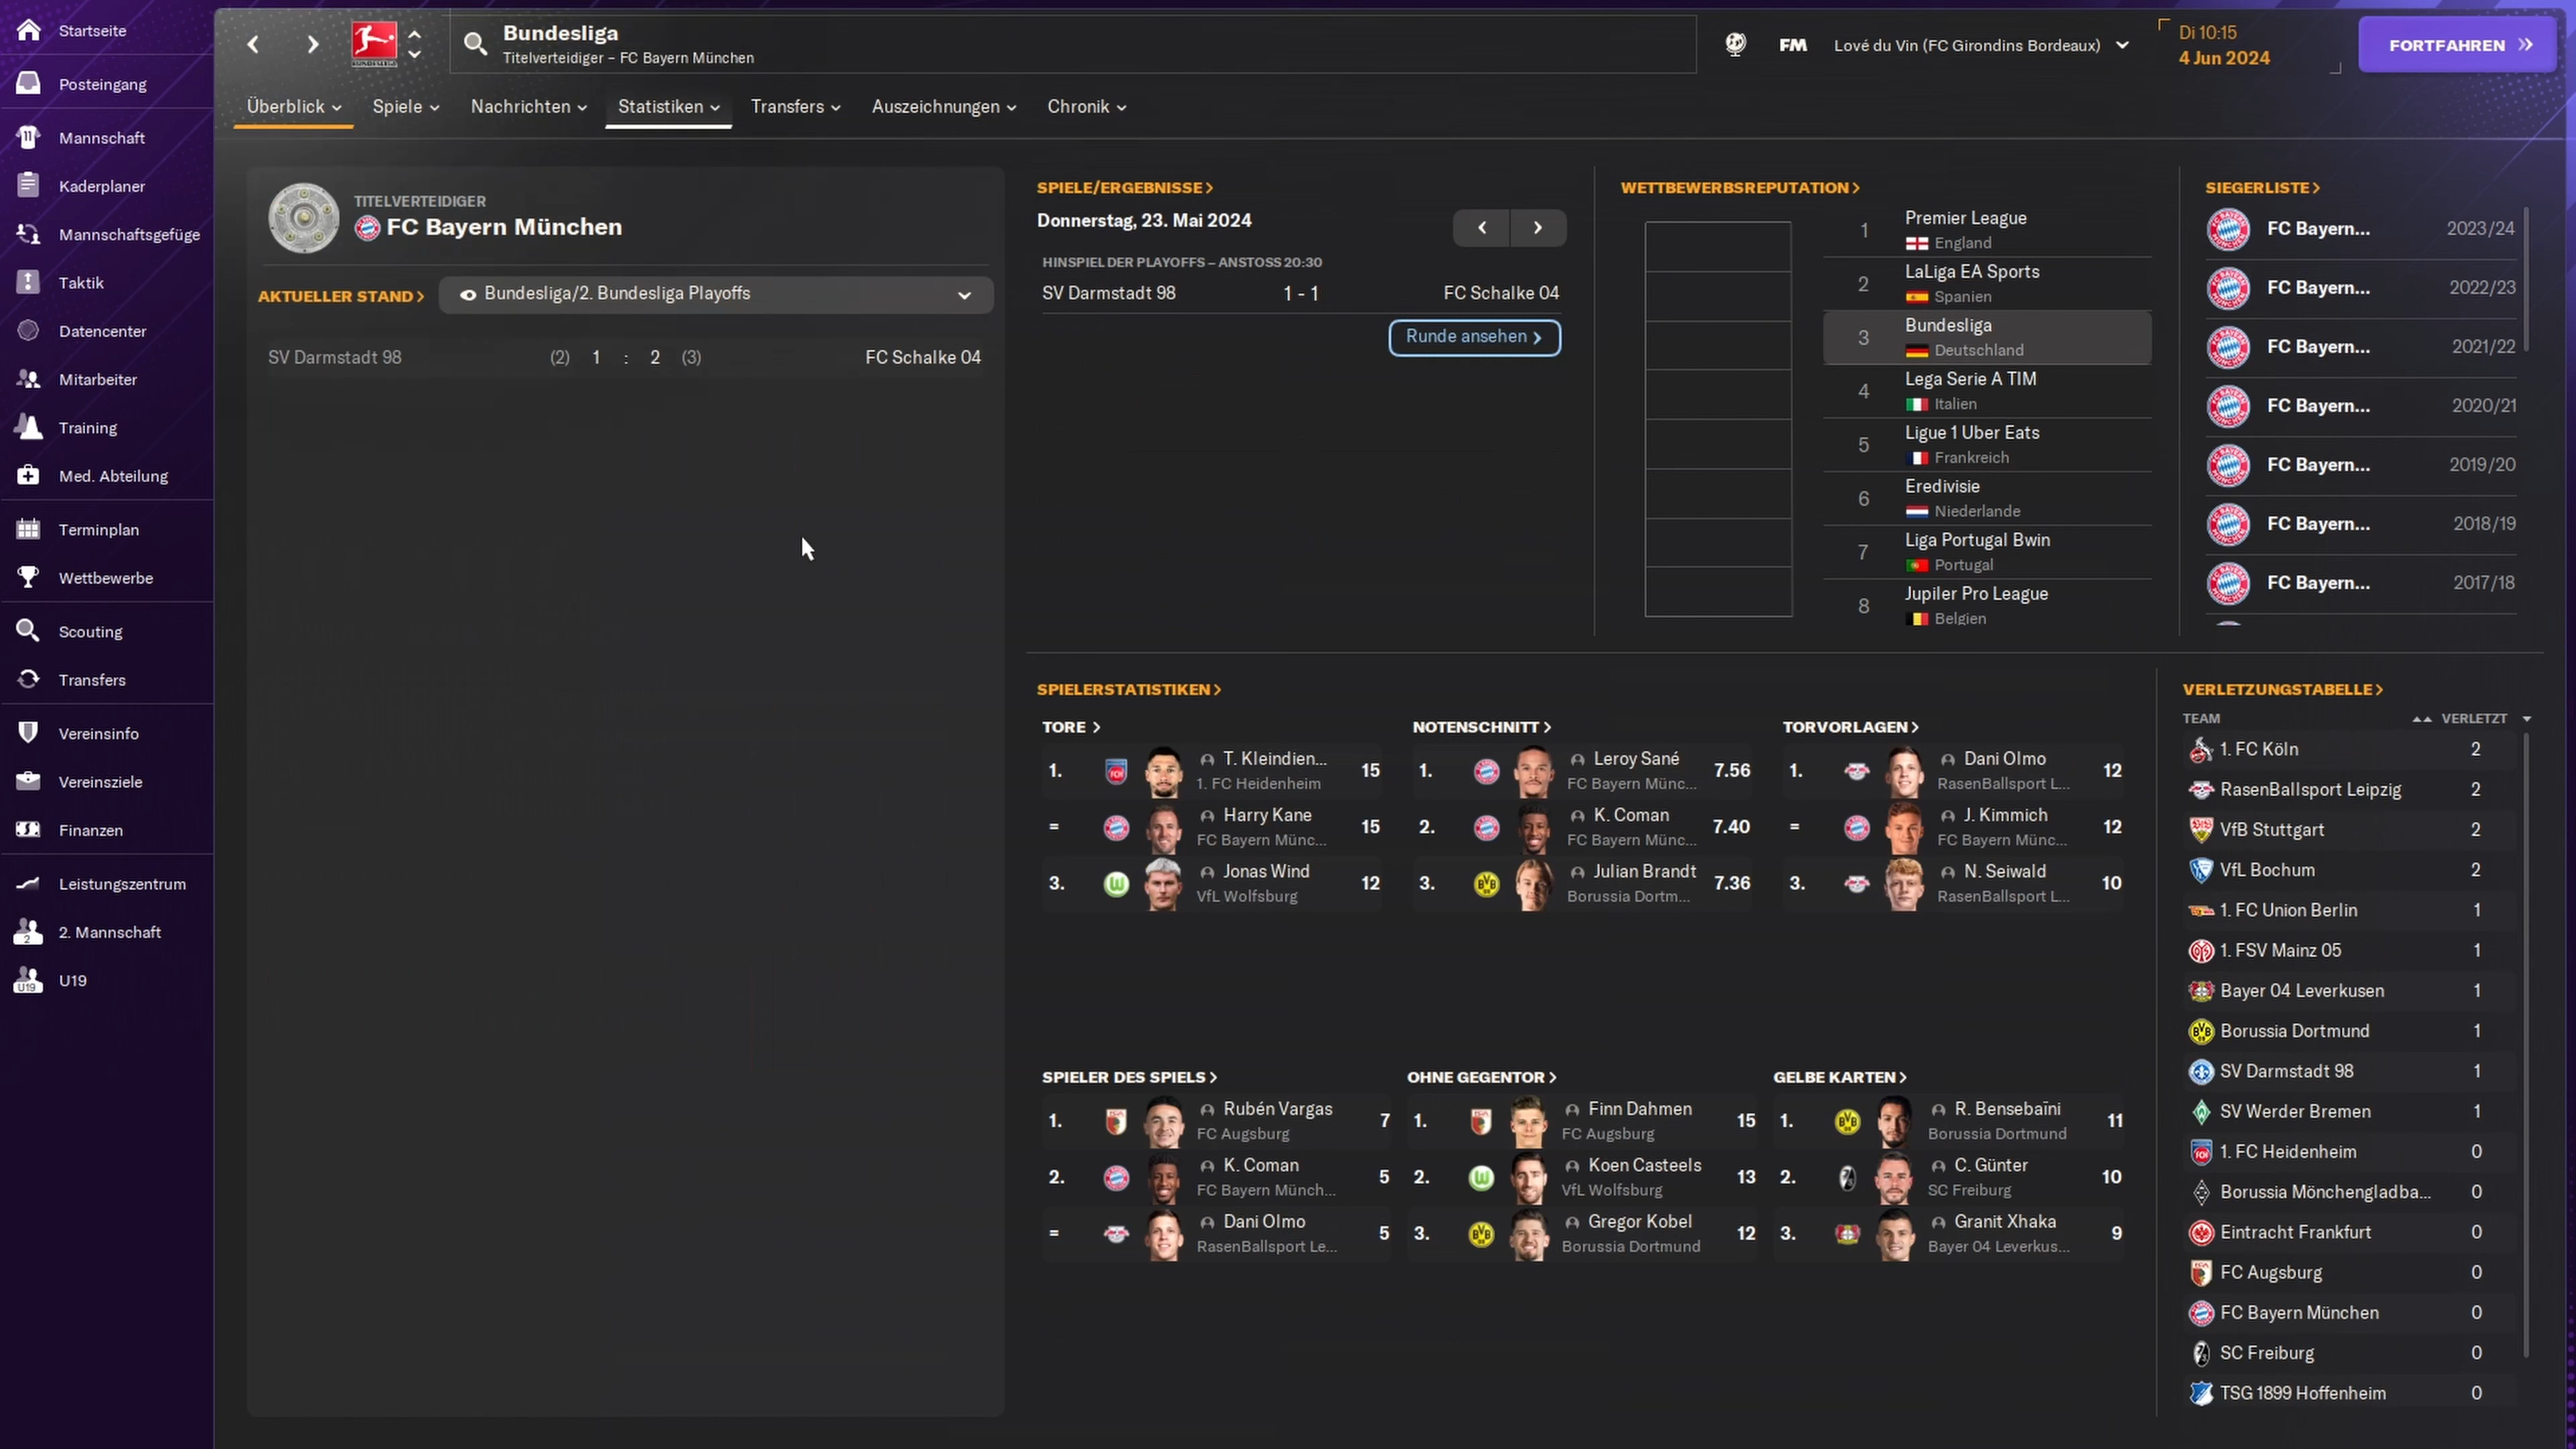 Startseite
Posteingang
Mannschaft
Kaderplaner
Mannschaftsgefüge
Taktik
Datencenter
Mitarbeiter
Training
Med. Abteilung
Terminplan
Wettbewerbe
Scouting
Transfers
Vereinsinfo
Vereinsziele
Finanzen
Leistungszentrum
2. Mannschaft
U19
Bundesliga
Titelverteidiger – FC Bayern München
FM
Lové du Vin (FC Girondins Bordeaux)
Di 10:15
4 Jun 2024
FORTFAHREN
Überblick Spiele Nachrichten Statistiken Transfers Auszeichnungen Chronik
TITELVERTEIDIGER
FC Bayern München
AKTUELLER STAND Bundesliga/2. Bundesliga Playoffs
SV Darmstadt 98 (2) 1 : 2 (3) FC Schalke 04
SPIELE/ERGEBNISSE
Donnerstag, 23. Mai 2024
HINSPIEL DER PLAYOFFS – ANSTOSS 20:30
SV Darmstadt 98 1 - 1 FC Schalke 04
Runde ansehen
WETTBEWERBSREPUTATION
1 Premier League
England
2 LaLiga EA Sports
Spanien
3 Bundesliga
Deutschland
4 Lega Serie A TIM
Italien
5 Ligue 1 Uber Eats
Frankreich
6 Eredivisie
Niederlande
7 Liga Portugal Bwin
Portugal
8 Jupiler Pro League
Belgien
SIEGERLISTE
FC Bayern... 2023/24
FC Bayern... 2022/23
FC Bayern... 2021/22
FC Bayern... 2020/21
FC Bayern... 2019/20
FC Bayern... 2018/19
FC Bayern... 2017/18
SPIELERSTATISTIKEN
TORE
1. T. Kleindien... 15
1. FC Heidenheim
= Harry Kane 15
FC Bayern Münc...
3. Jonas Wind 12
VfL Wolfsburg
NOTENSCHNITT
1. Leroy Sané 7.56
FC Bayern Münc...
2. K. Coman 7.40
FC Bayern Münc...
3. Julian Brandt 7.36
Borussia Dortm...
TORVORLAGEN
1. Dani Olmo 12
RasenBallsport L...
= J. Kimmich 12
FC Bayern Münc...
3. N. Seiwald 10
RasenBallsport L...
SPIELER DES SPIELS
1. Rubén Vargas 7
FC Augsburg
2. K. Coman 5
FC Bayern Münch...
= Dani Olmo 5
RasenBallsport Le...
OHNE GEGENTOR
1. Finn Dahmen 15
FC Augsburg
2. Koen Casteels 13
VfL Wolfsburg
3. Gregor Kobel 12
Borussia Dortmund
GELBE KARTEN
1. R. Bensebaïni 11
Borussia Dortmund
2. C. Günter 10
SC Freiburg
3. Granit Xhaka 9
Bayer 04 Leverkus...
VERLETZUNGSTABELLE
TEAM VERLETZT
1. FC Köln 2
RasenBallsport Leipzig 2
VfB Stuttgart 2
VfL Bochum 2
1. FC Union Berlin 1
1. FSV Mainz 05 1
Bayer 04 Leverkusen 1
Borussia Dortmund 1
SV Darmstadt 98 1
SV Werder Bremen 1
1. FC Heidenheim 0
Borussia Mönchengladba... 0
Eintracht Frankfurt 0
FC Augsburg 0
FC Bayern München 0
SC Freiburg 0
TSG 1899 Hoffenheim 0